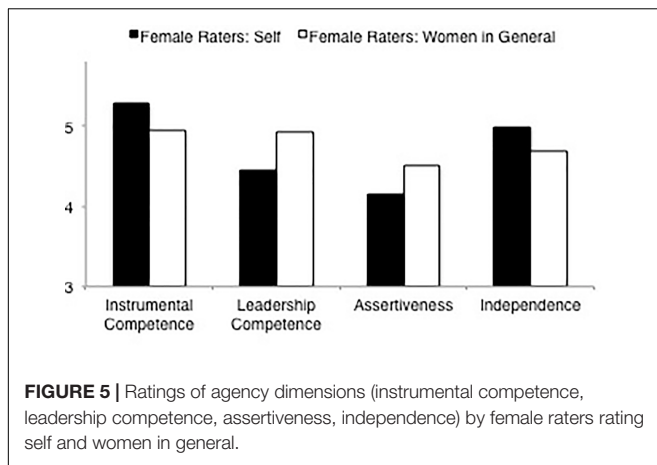 ■Female Raters: Self □Female Raters: Women in General
5
4
3
Instrumental Competence
Leadership Competence
Assertiveness
Independence
FIGURE 5 | Ratings of agency dimensions (instrumental competence,
leadership competence, assertiveness, independence) by female raters rating
self and women in general.